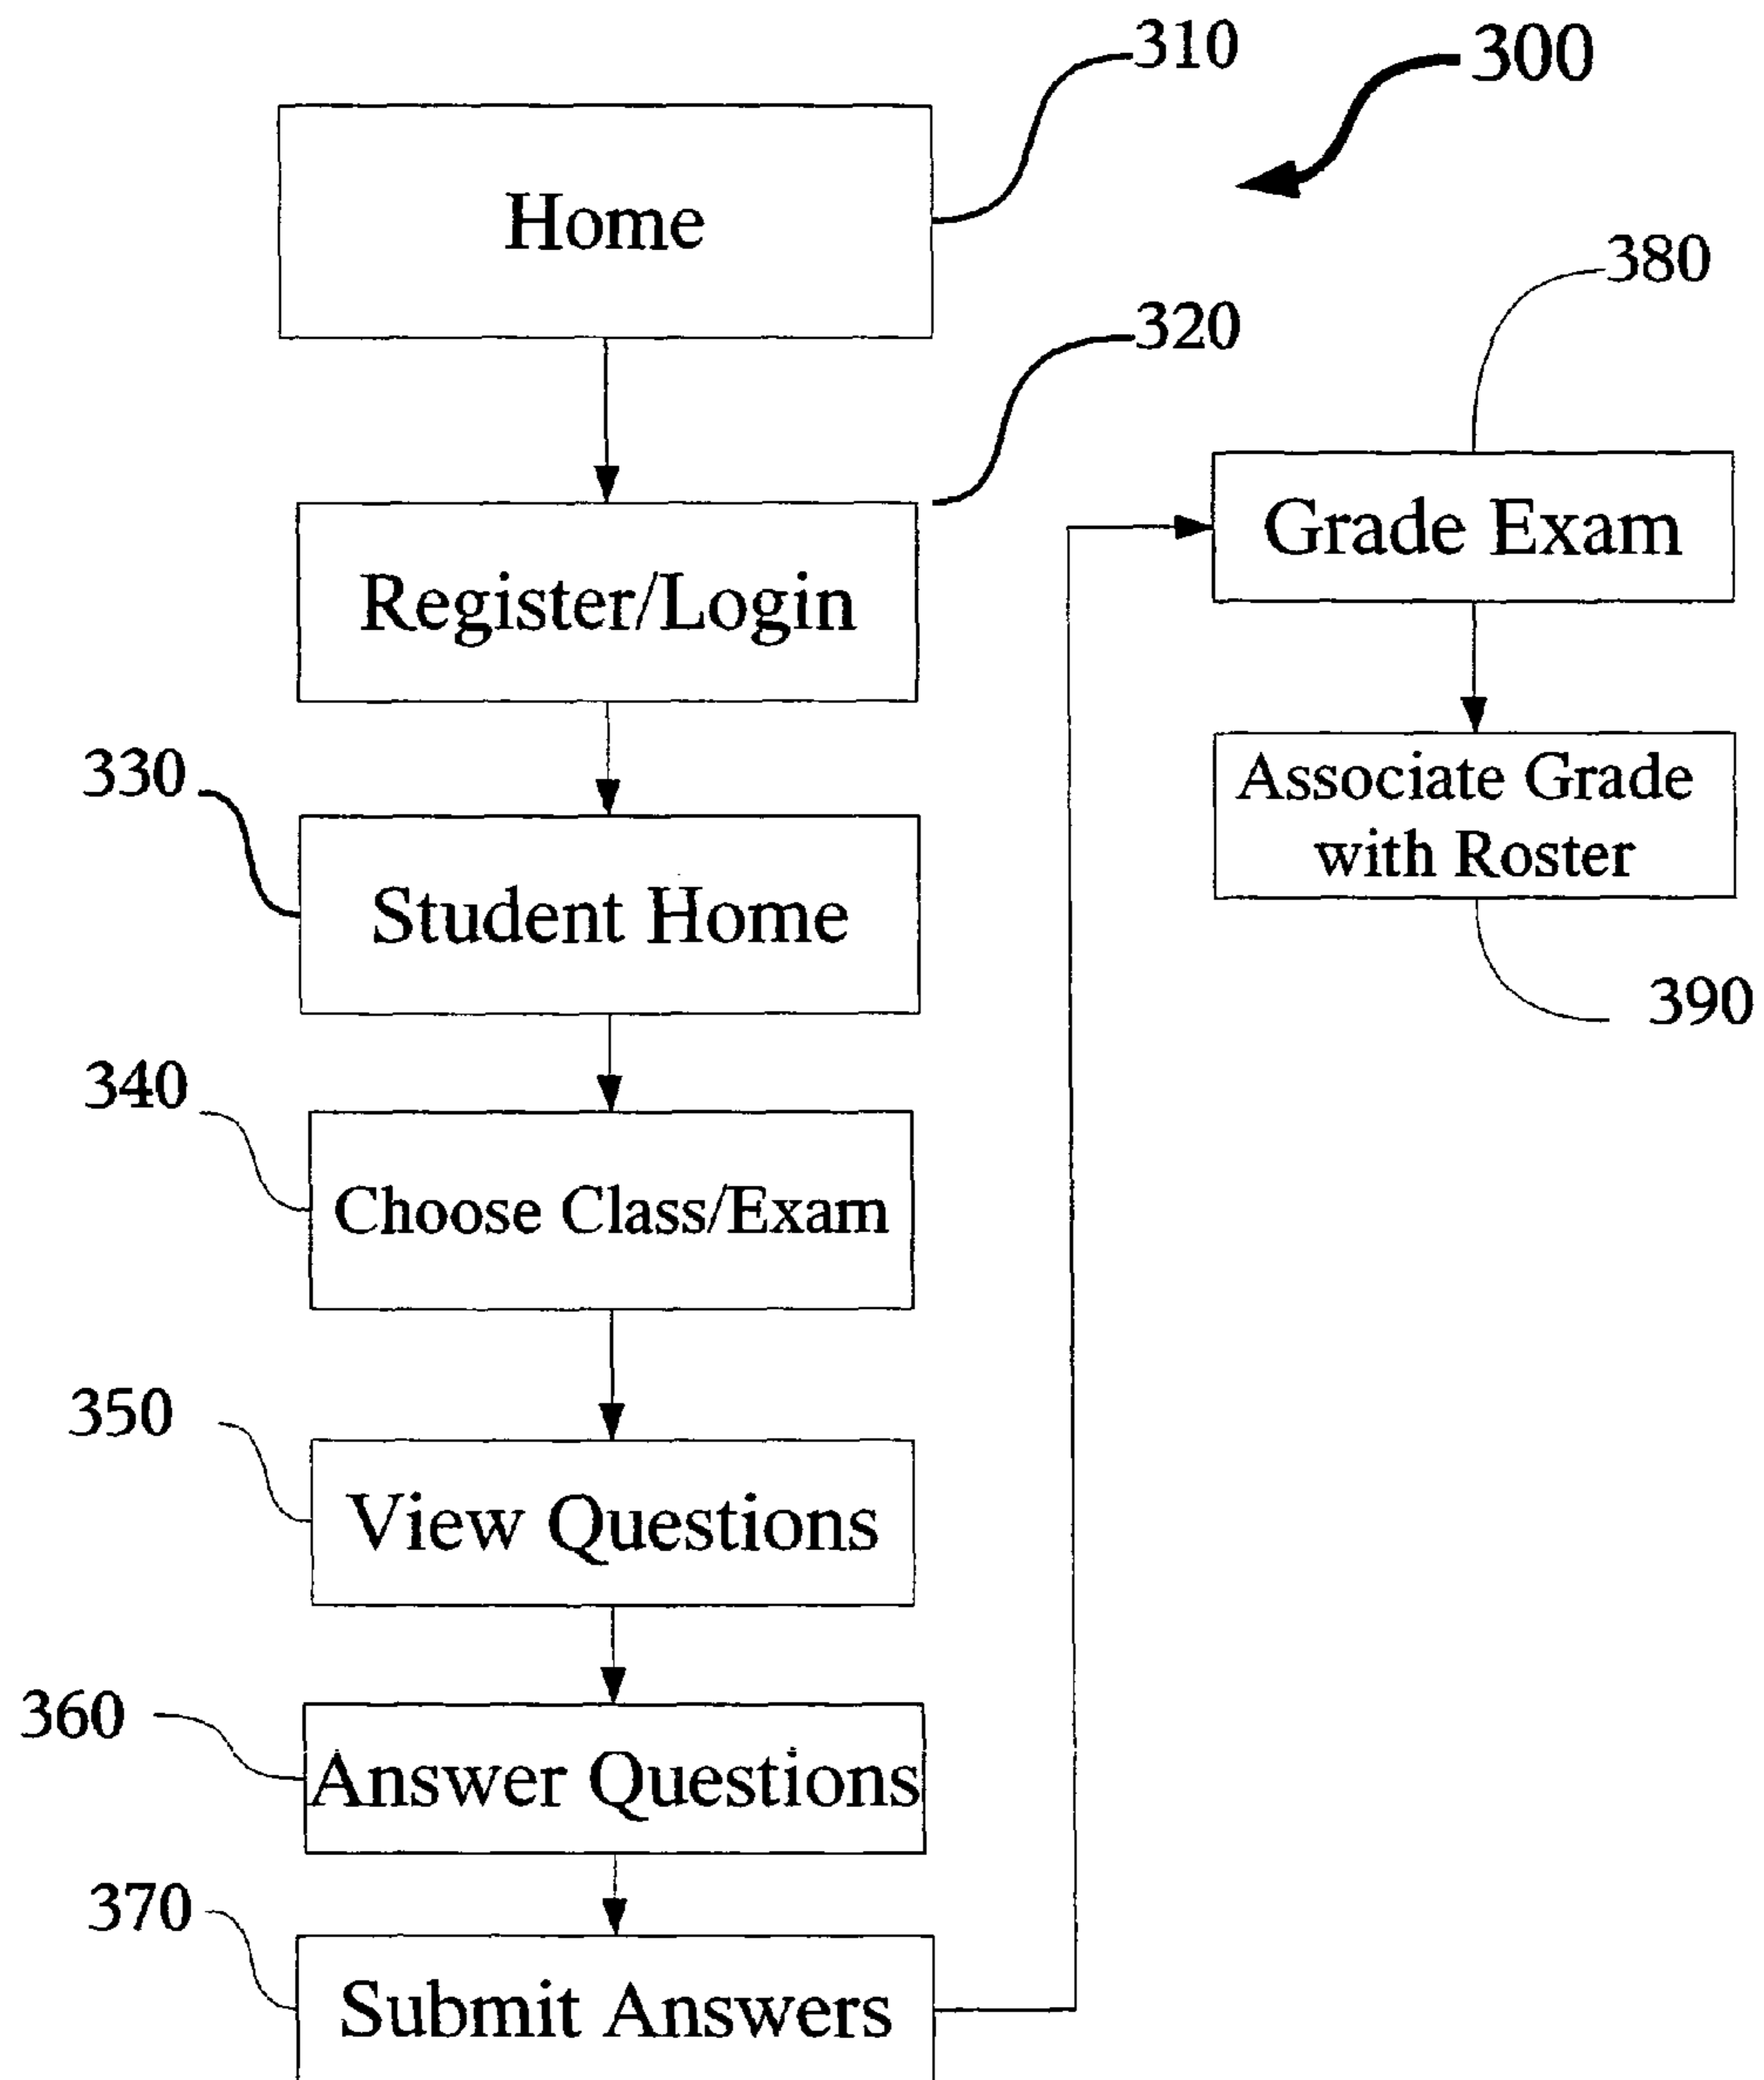 310
300
Home
380
320
Grade Exam
Register/Login
330
Associate Grade
with Roster
Student Home
390
340
Choose Class/Exam
350
View Questions
360
Answer Questions
370
Submit Answers